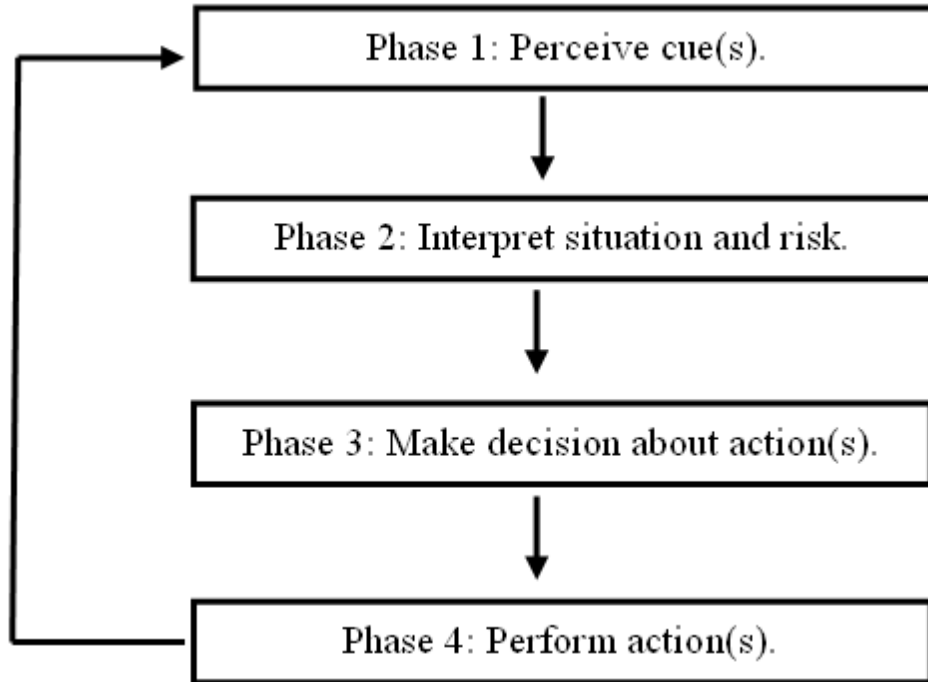 Phase 1: Perceive cue(s).
Phase 2: Interpret situation and risk.
Phase 3: Make decision about action(s).
Phase 4: Perform action(s).